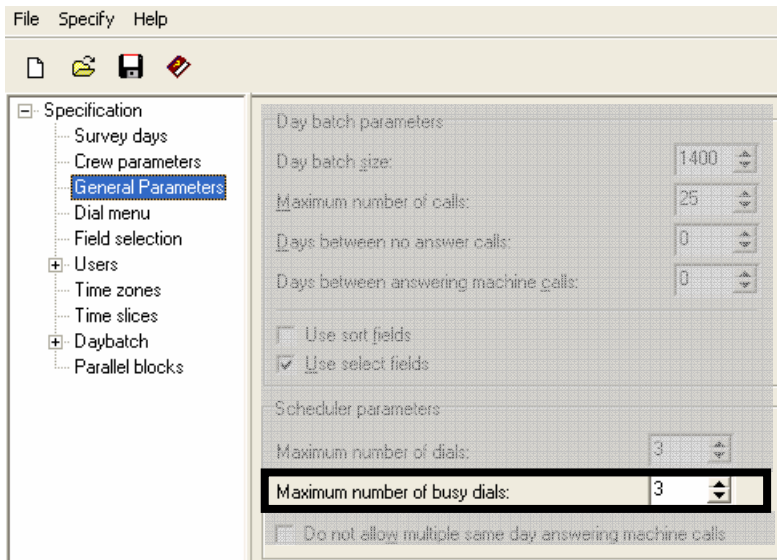 File Specify Help
Specification
Survey days
Crew parameters
General Parameters
Dial menu
Field selection
Users
Time zones
Time slices
Daybatch
Parallel blocks
Day batch parameters
Day batch size: 1400
Maximum number of calls: 25
Days between no answer calls: 0
Days between answering machine calls: 0
Use sort fields
Use select fields
Scheduler parameters
Maximum number of dials: 3
Maximum number of busy dials: 3
Do not allow multiple same day answering machine calls